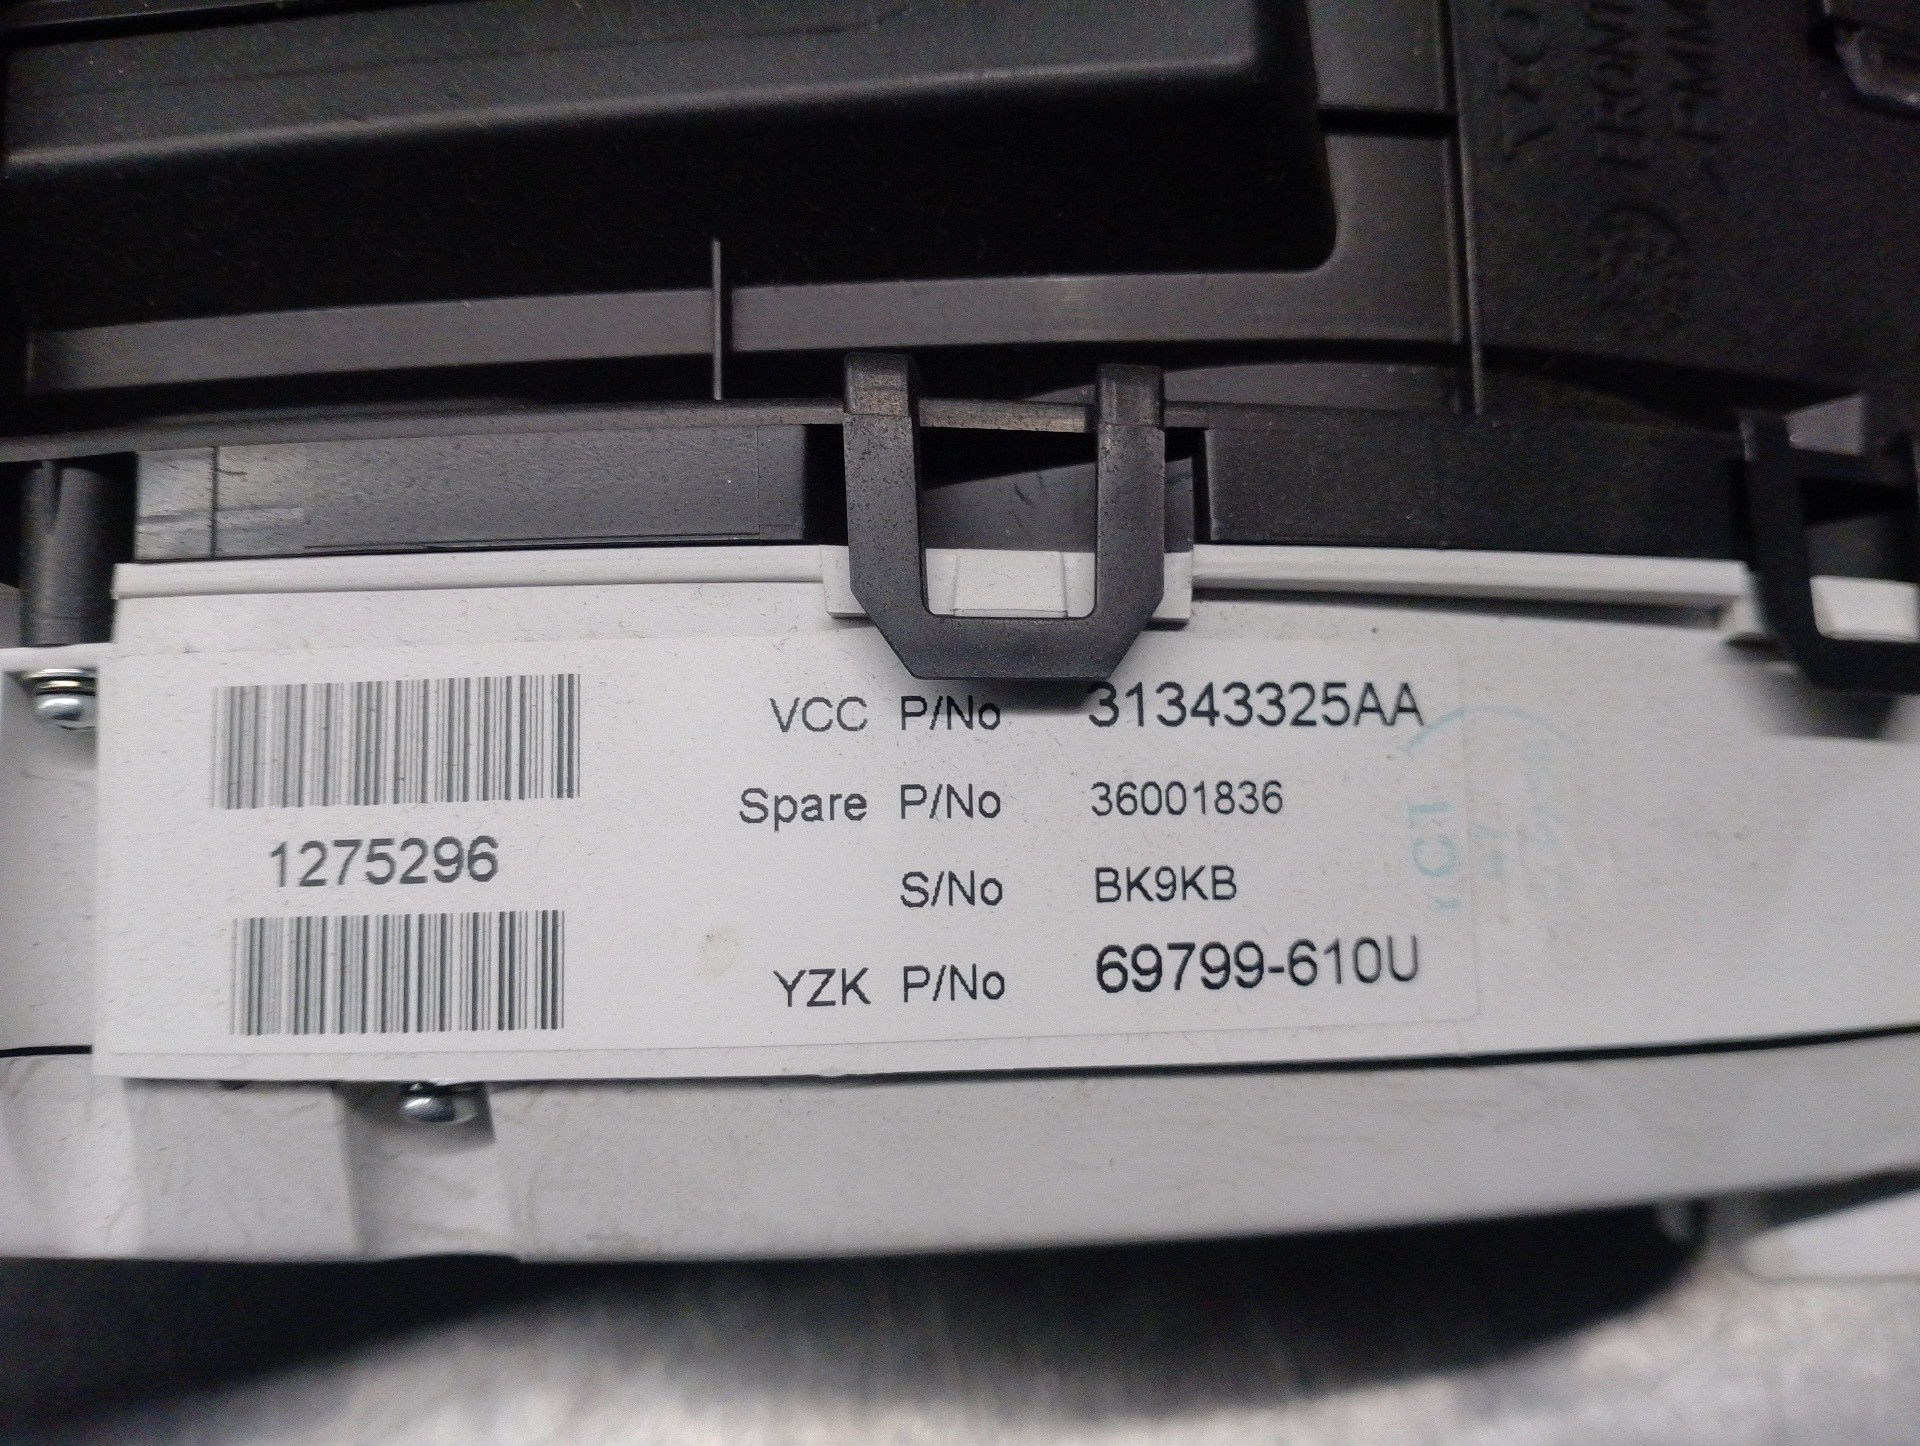 VCC P/No 31343325AA
Spare P/No 36001836
1275296
S/No BK9KB
YZK P/No 69799-610U